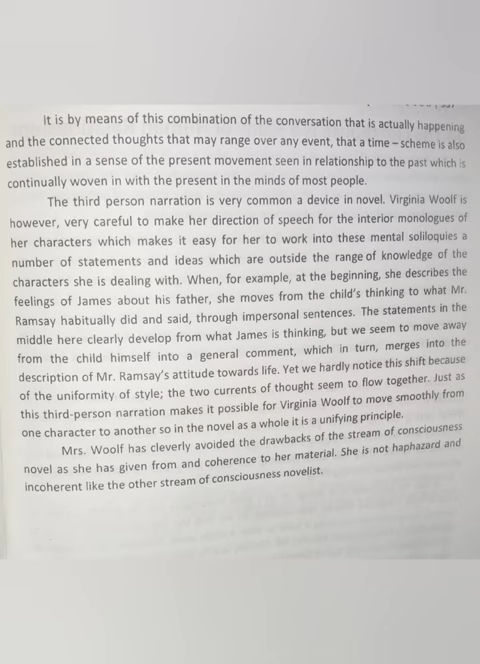 It is by means of this combination of the conversation that is actually happening
and the connected thoughts that may range over any event, that a time – scheme is also
established in a sense of the present movement seen in relationship to the past which is
continually woven in with the present in the minds of most people.
The third person narration is very common a device in novel. Virginia Woolf is
however, very careful to make her direction of speech for the interior monologues of
her characters which makes it easy for her to work into these mental soliloquies a
number of statements and ideas which are outside the range of knowledge of the
characters she is dealing with. When, for example, at the beginning, she describes the
feelings of James about his father, she moves from the child's thinking to what Mr.
Ramsay habitually did and said, through impersonal sentences. The statements in the
middle here clearly develop from what James is thinking, but we seem to move away
from the child himself into a general comment, which in turn, merges into the
description of Mr. Ramsay's attitude towards life. Yet we hardly notice this shift because
of the uniformity of style; the two currents of thought seem to flow together. Just as
this third-person narration makes it possible for Virginia Woolf to move smoothly from
one character to another so in the novel as a whole it is a unifying principle.
Mrs. Woolf has cleverly avoided the drawbacks of the stream of consciousness
novel as she has given from and coherence to her material. She is not haphazard and
incoherent like the other stream of consciousness novelist.